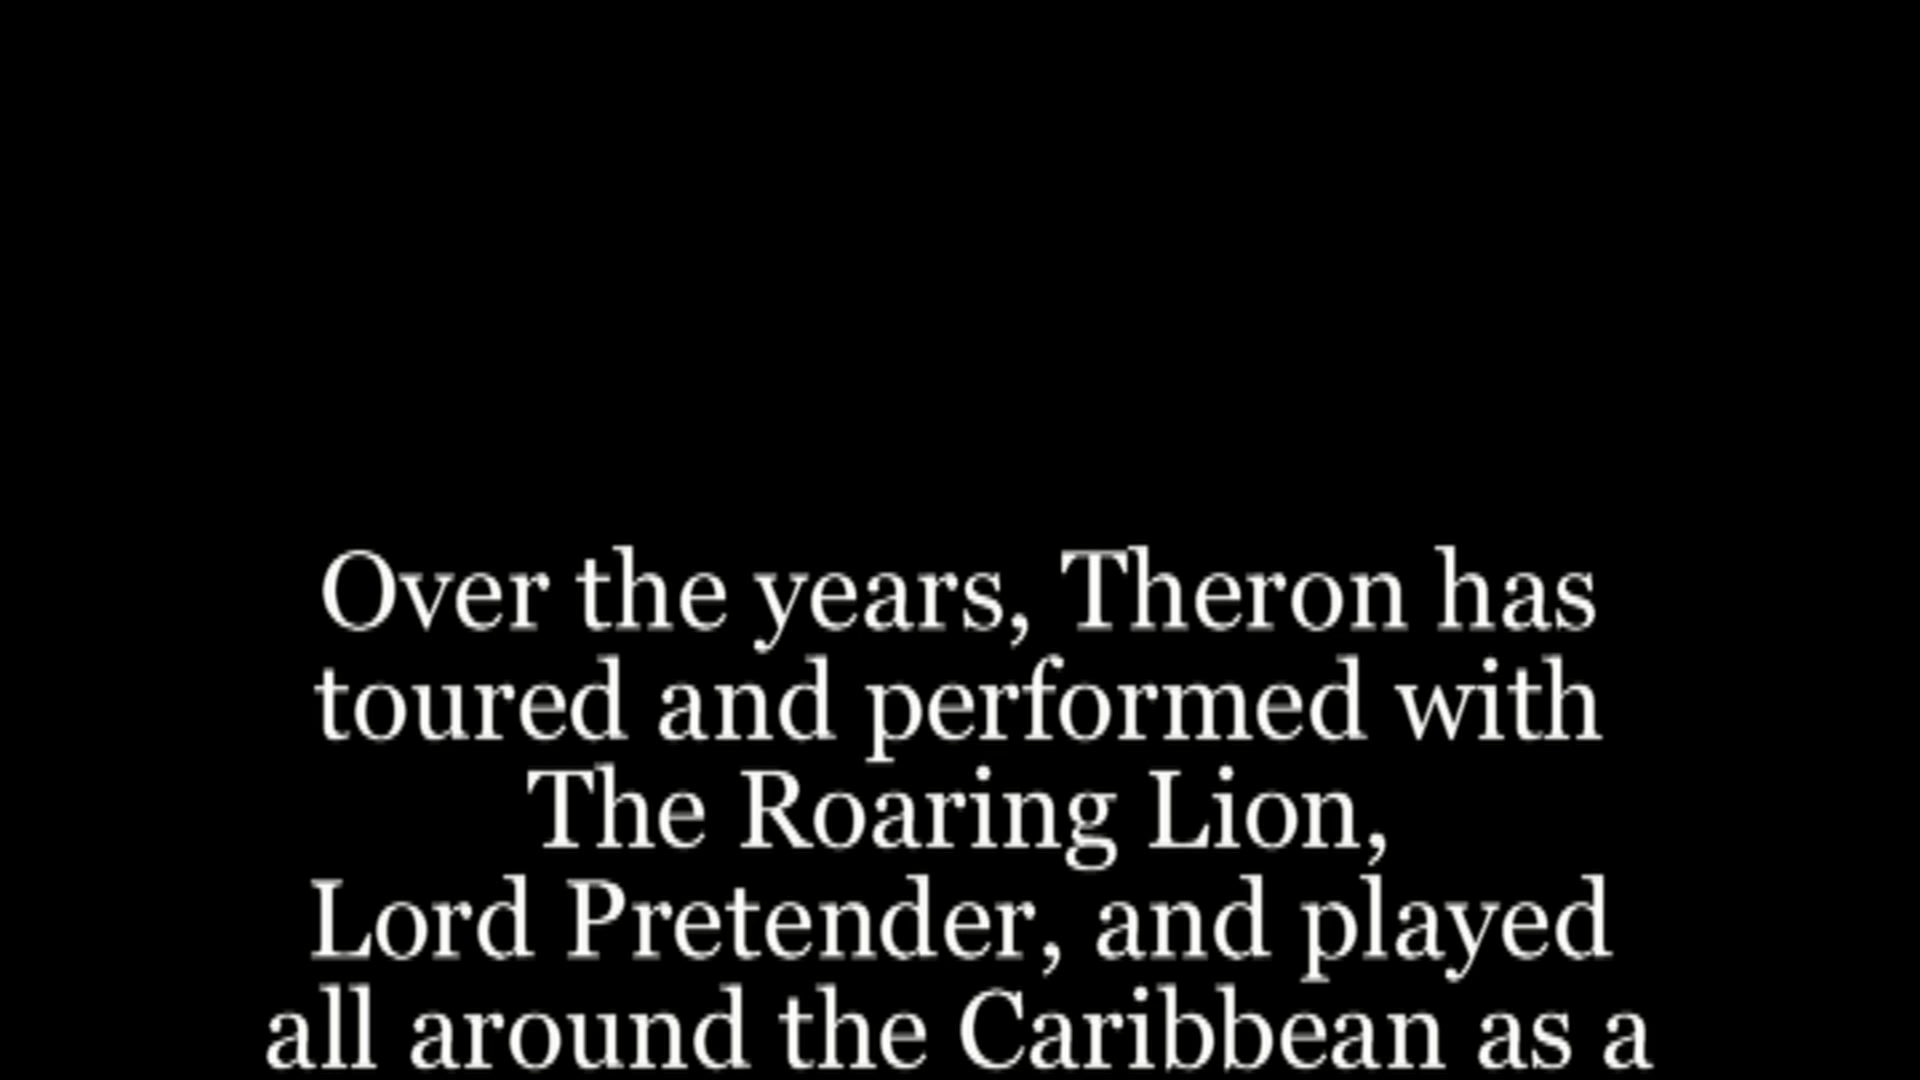 Over the years, Theron has
toured and performed with
The Roaring Lion,
Lord Pretender, and played
all around the Caribbean as a